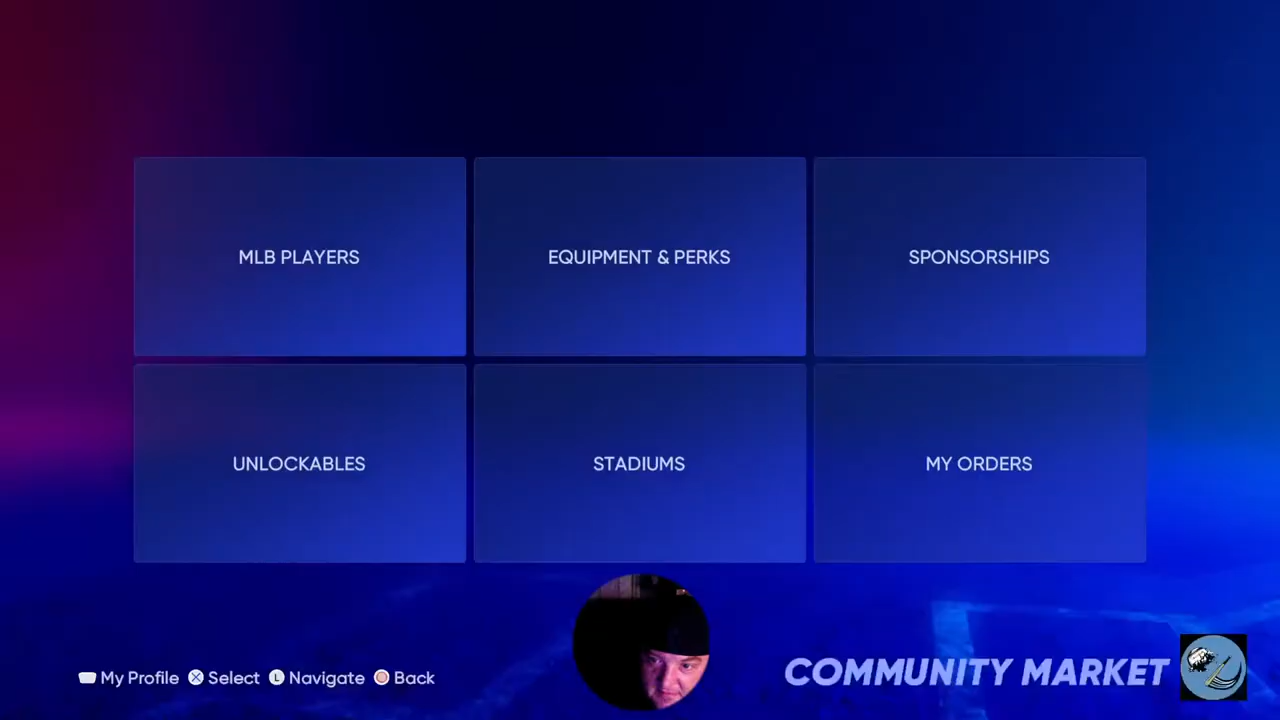 MLB PLAYERS
EQUIPMENT & PERKS
SPONSORSHIPS
UNLOCKABLES
STADIUMS
MY ORDERS
My Profile Select L Navigate Back
COMMUNITY MARKET